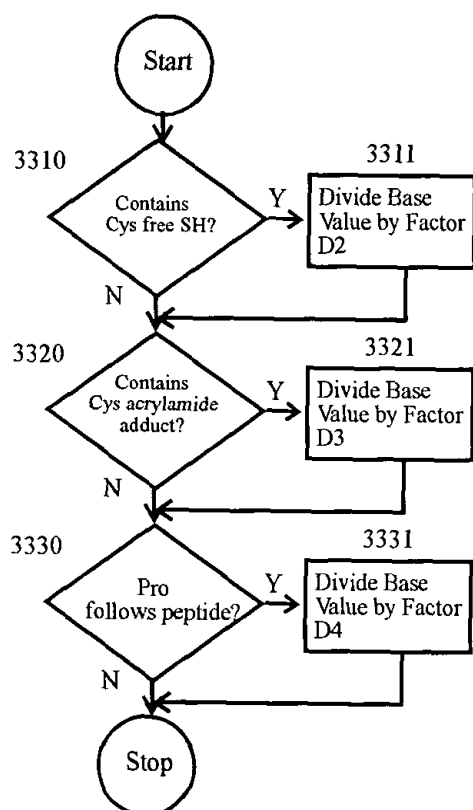 Start
3310
3311
Contains
Cys free SH?
Y
Divide Base
Value by Factor
D2
N
3320
3321
Contains
Cys acrylamide
adduct?
Y
Divide Base
Value by Factor
D3
N
3330
3331
Pro
follows peptide?
Y
Divide Base
Value by Factor
D4
N
Stop